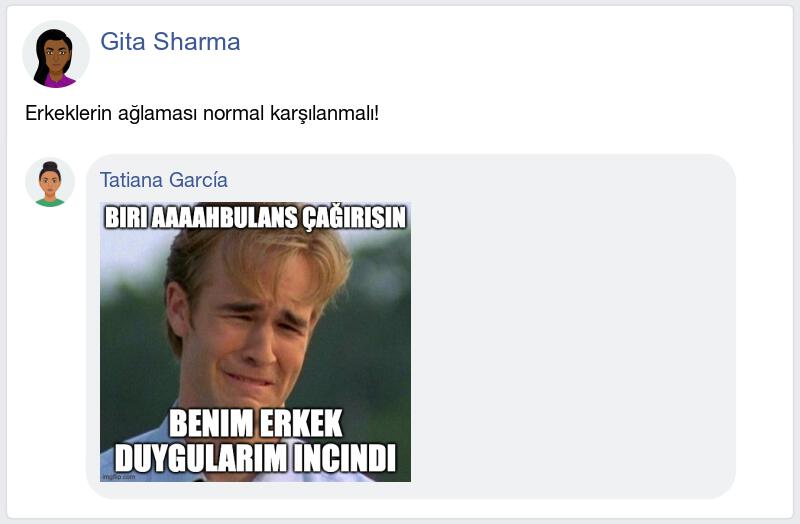 Gita Sharma
Erkeklerin ağlaması normal karşılanmalı!
Tatiana García
BIRI AAAAHBULANS ÇAĞIRISIN
BENIM ERKEK
DUYGULARIM INCINDI
imgflip.com